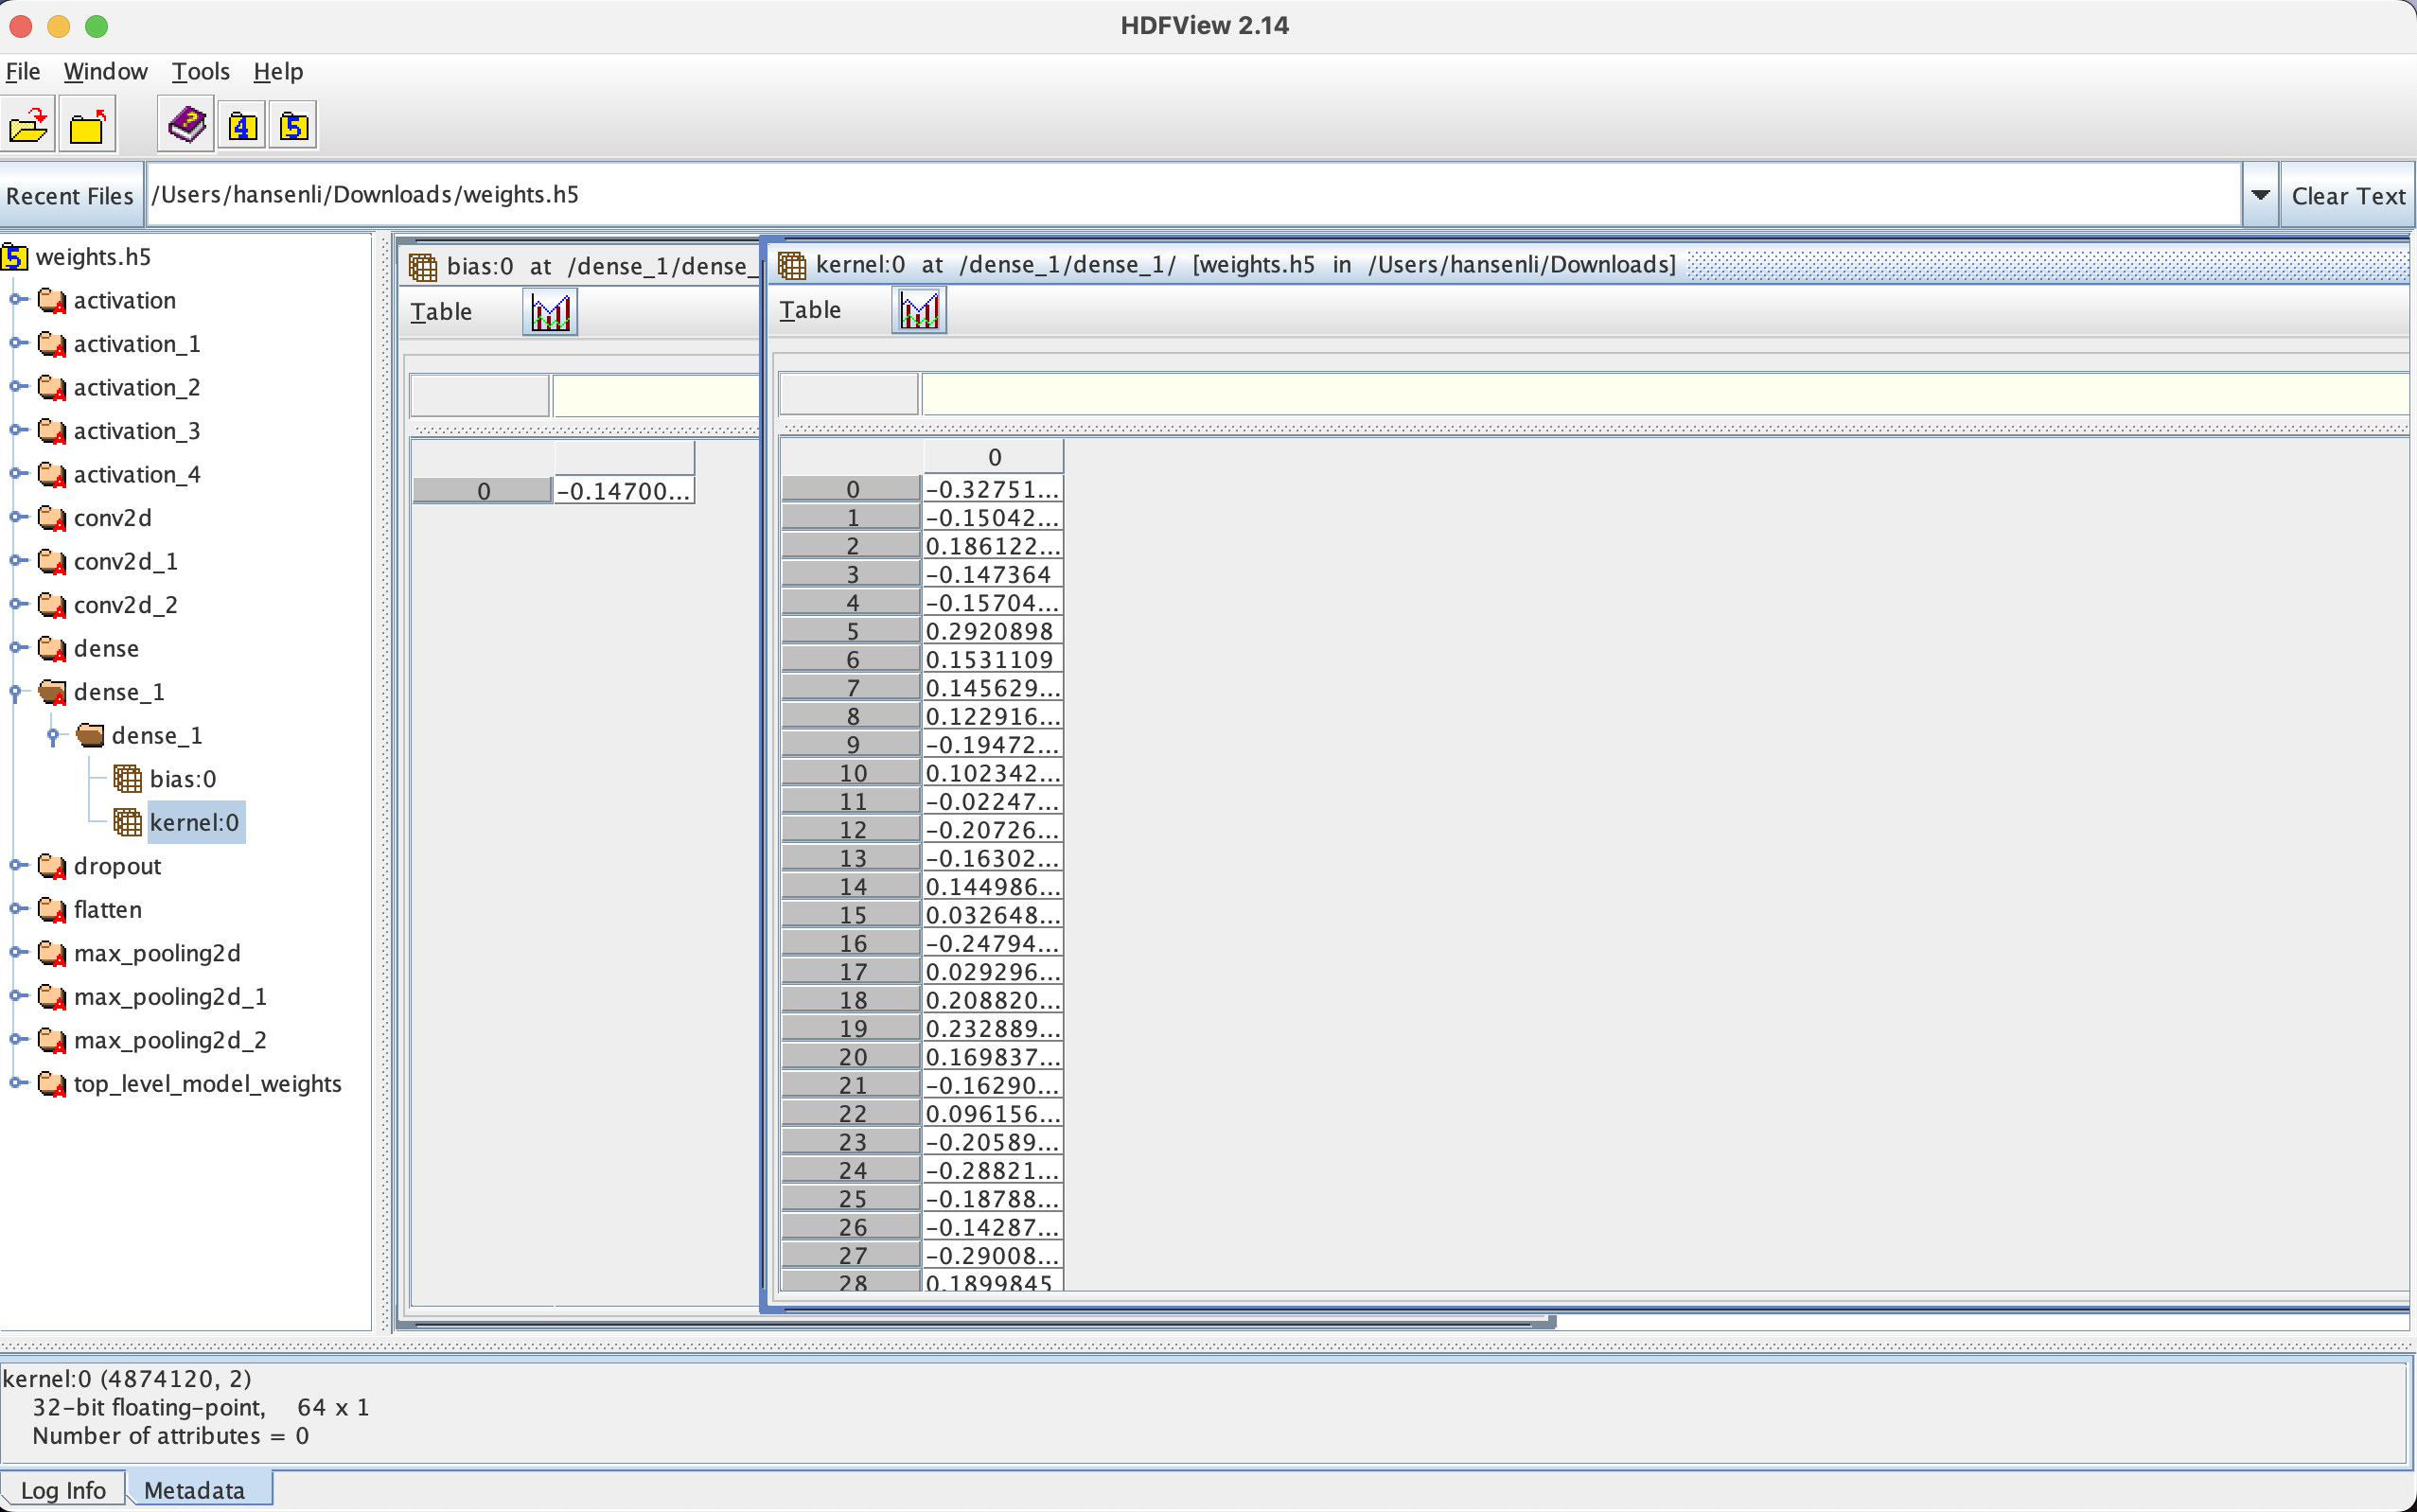 HDFView 2.14
File Window Tools Help
4 5
Recent Files /Users/hansenli/Downloads/weights.h5 Clear Text
5 weights.h5
activation
activation_1
activation_2
activation_3
activation_4
conv2d
conv2d_1
conv2d_2
dense
dense_1
dense_1
bias:0
kernel:0
dropout
flatten
max_pooling2d
max_pooling2d_1
max_pooling2d_2
top_level_model_weights
bias:0 at /dense_1/dense_
Table
0 -0.14700...
kernel:0 at /dense_1/dense_1/ [weights.h5 in /Users/hansenli/Downloads]
Table
0
0 -0.32751...
1 -0.15042...
2 0.186122...
3 -0.147364
4 -0.15704...
5 0.2920898
6 0.1531109
7 0.145629...
8 0.122916...
9 -0.19472...
10 0.102342...
11 -0.02247...
12 -0.20726...
13 -0.16302...
14 0.144986...
15 0.032648...
16 -0.24794...
17 0.029296...
18 0.208820...
19 0.232889...
20 0.169837...
21 -0.16290...
22 0.096156...
23 -0.20589...
24 -0.28821...
25 -0.18788...
26 -0.14287...
27 -0.29008...
28 0.1899845
kernel:0 (4874120, 2)
32-bit floating-point, 64 x 1
Number of attributes = 0
Log Info Metadata